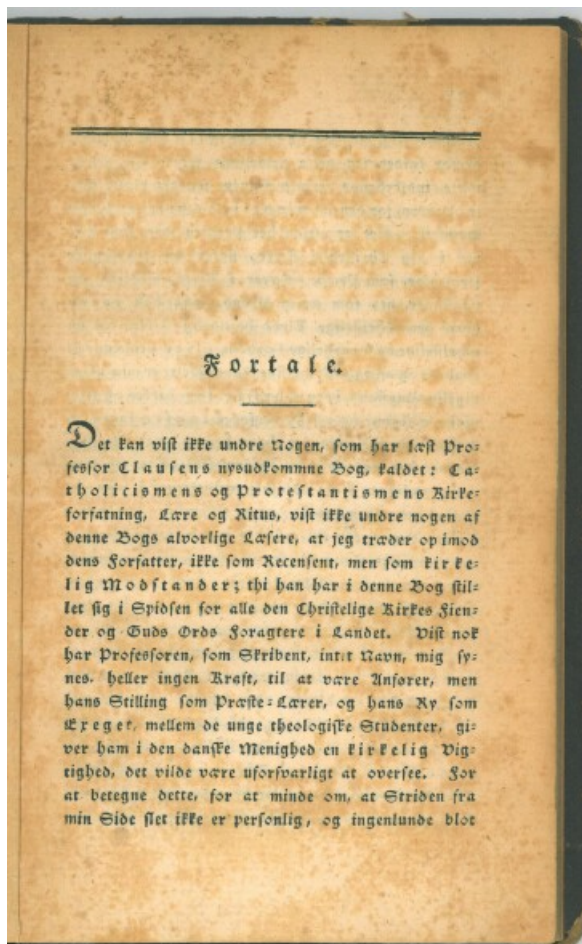 Fortale.
Det kan vist ikke undre Nogen, som har læst Pro-
fessor Clausens nysudkommne Bog, kaldet: Ca-
tholicismens og Protestantismens Kirke-
forfatning, Lære og Ritus, vist ikke undre nogen af
denne Bogs alvorlige Læsere, at jeg træder op imod
dens Forfatter, ikke som Recensent, men som kirke-
lig Modstander; thi han har i denne Bog stil-
let sig i Spidsen for alle den Christelige Kirkes Fien-
der og Guds Ords Foragtere i Landet. Vist nok
har Professoren, som Skribent, intet Navn, mig sy-
nes. heller ingen Kraft, til at være Anfører, men
hans Stilling som Præste-Lærer, og hans Ry som
Exeget, mellem de unge theologiske Studenter, gi-
ver ham i den danske Menighed en kirkelig Vig-
tighed, det vilde være uforsvarligt at oversee. For
at betegne dette, for at minde om, at Striden fra
min Side slet ikke er personlig, og ingenlunde blot